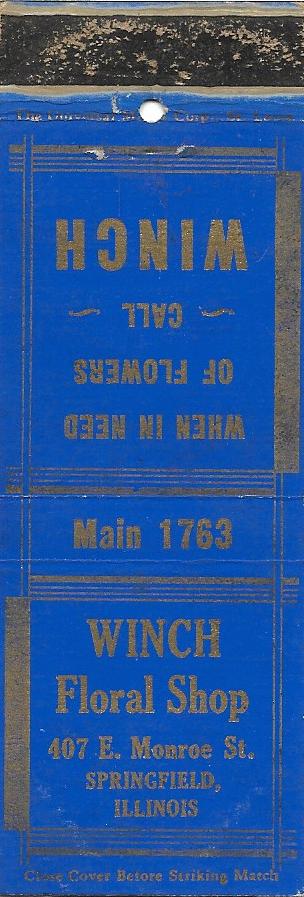 WHEN IN NEED
OF FLOWERS
~ CALL ~
WINCH
Main 1763
WINCH
Floral Shop
407 E. Monroe St.
SPRINGFIELD,
ILLINOIS
Close Cover Before Striking Match